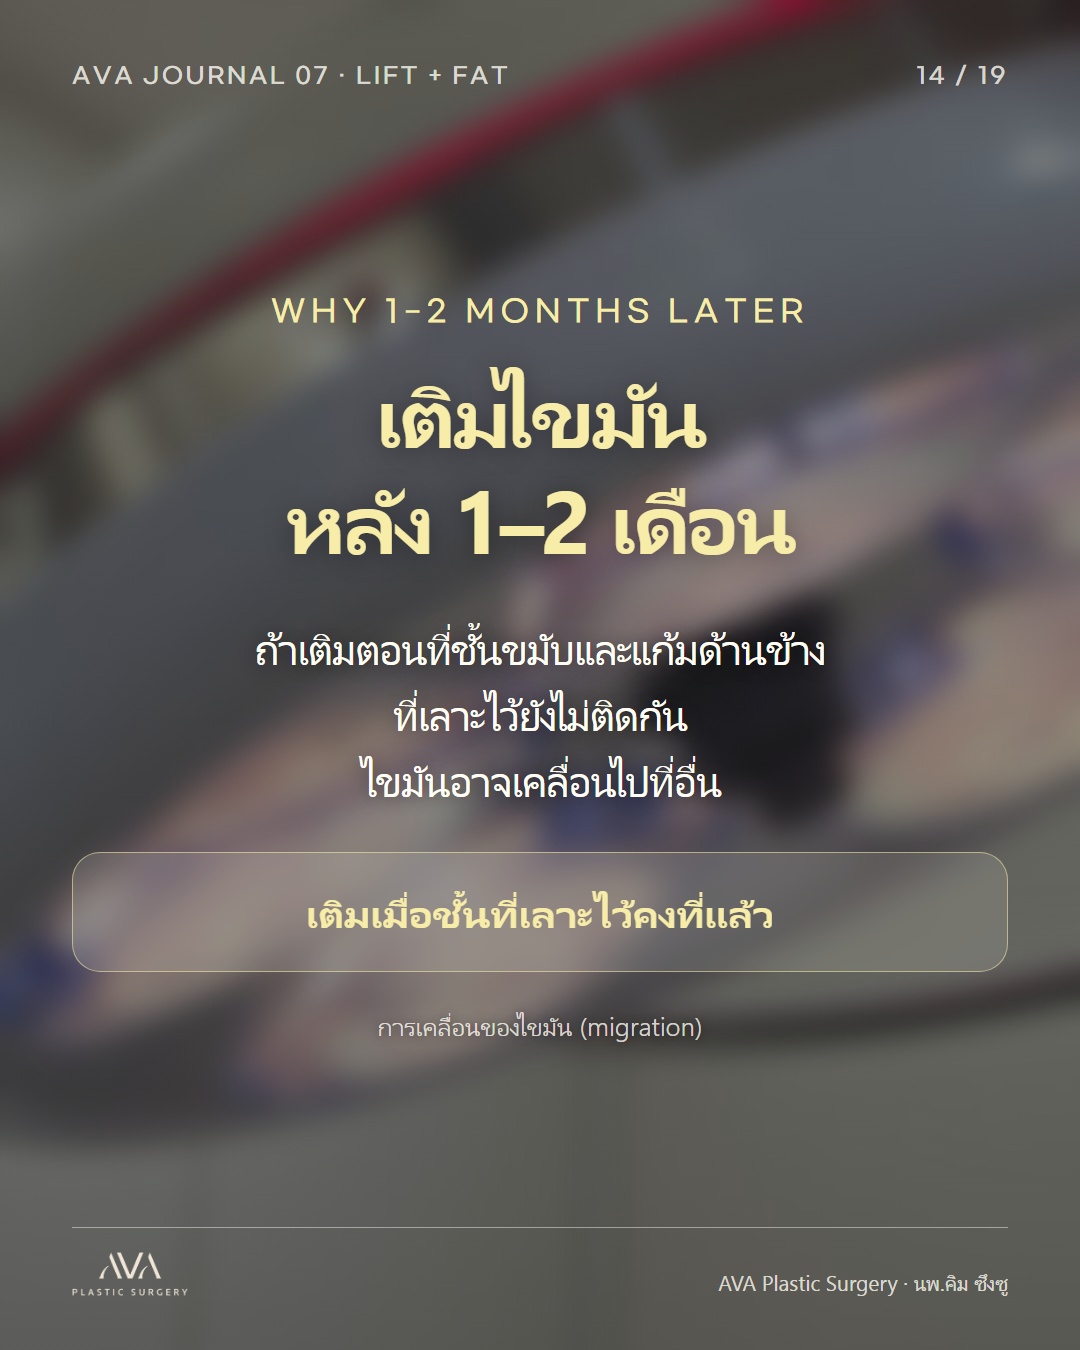 AVA JOURNAL 07 · LIFT + FAT
14 / 19
WHY 1–2 MONTHS LATER
เติมไขมัน
หลัง 1–2 เดือน
ถ้าเติมตอนที่ชั้นขมับและแก้มด้านข้าง
ที่เลาะไว้ยังไม่ติดกัน
ไขมันอาจเคลื่อนไปที่อื่น
เติมเมื่อชั้นที่เลาะไว้คงที่แล้ว
การเคลื่อนของไขมัน (migration)
AVA
PLASTIC SURGERY
AVA Plastic Surgery · นพ.คิม ซึงซู